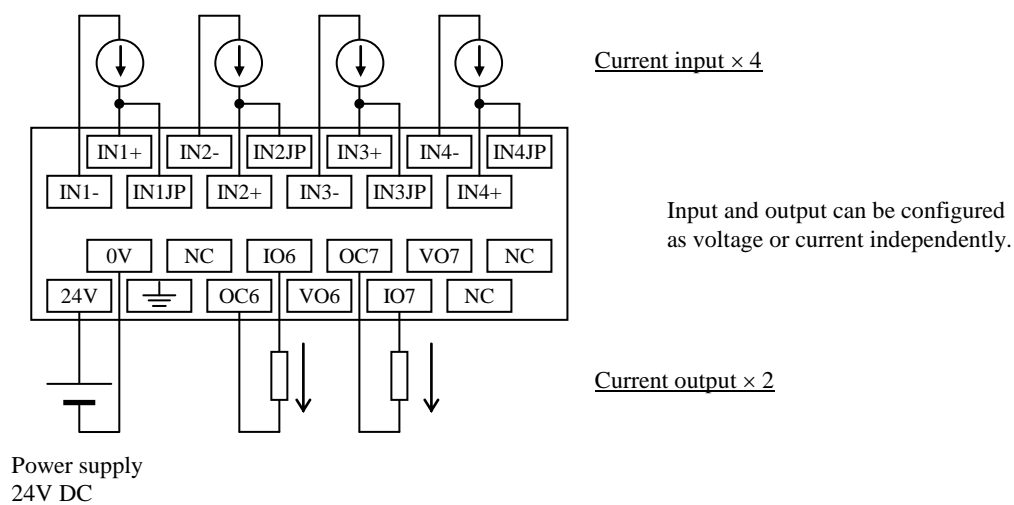 Current input × 4
IN1+ IN2- IN2JP IN3+ IN4- IN4JP
IN1- IN1JP IN2+ IN3- IN3JP IN4+
Input and output can be configured
as voltage or current independently.
0V NC IO6 OC7 VO7 NC
24V OC6 VO6 IO7 NC
Current output × 2
Power supply
24V DC